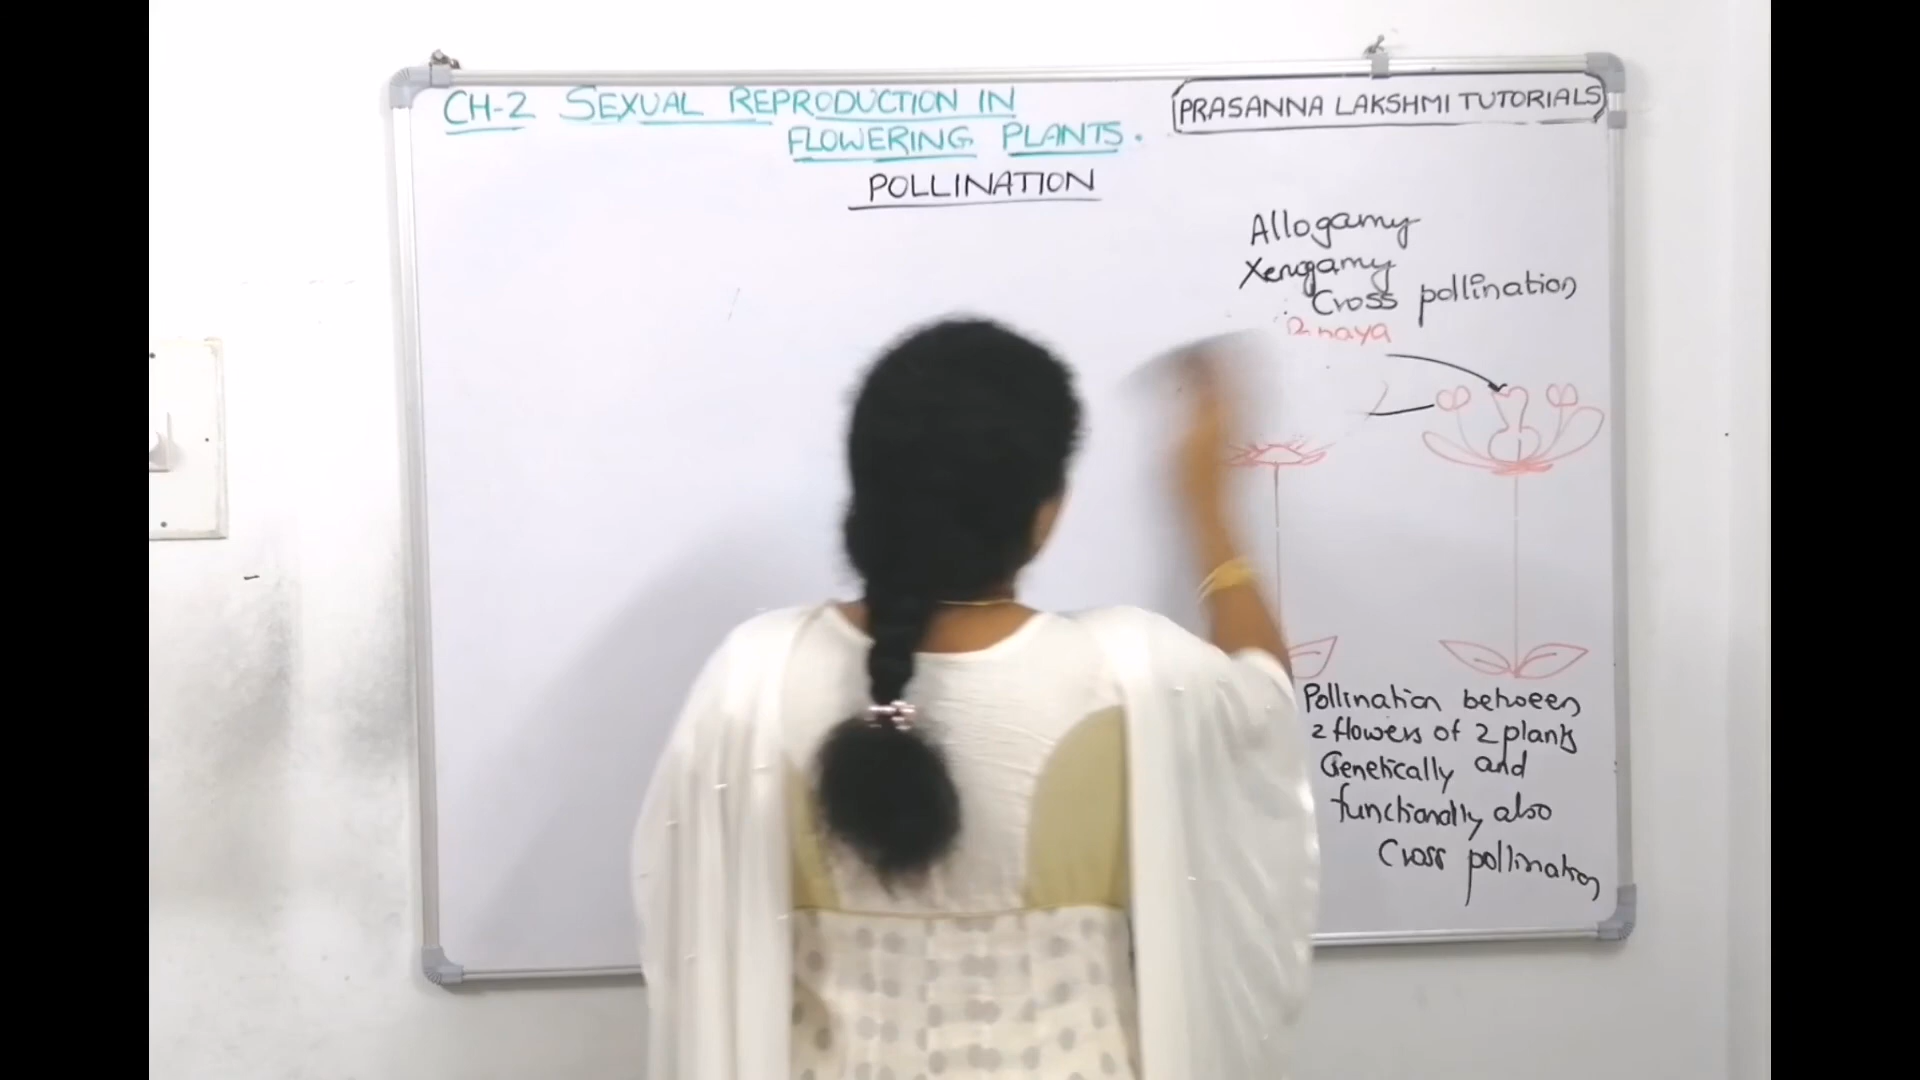 CH-2 SEXUAL REPRODUCTION IN
FLOWERING PLANTS.
POLLINATION
PRASANNA LAKSHMI TUTORIALS
Allogamy
Xenogamy
Cross pollination
Pollination between
2 flowers of 2 plants
Genetically and
functionally also
Cross pollination